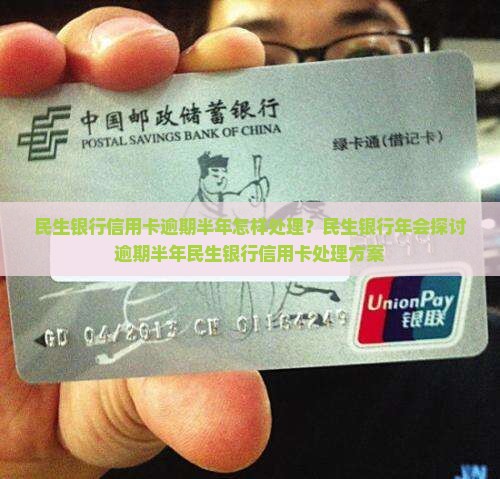 中国邮政储蓄银行
POSTAL SAVINGS BANK OF CHINA
绿卡通(借记卡)
民生银行信用卡逾期半年怎样处理？民生银行年会探讨
逾期半年民生银行信用卡处理方案
UnionPay
银联